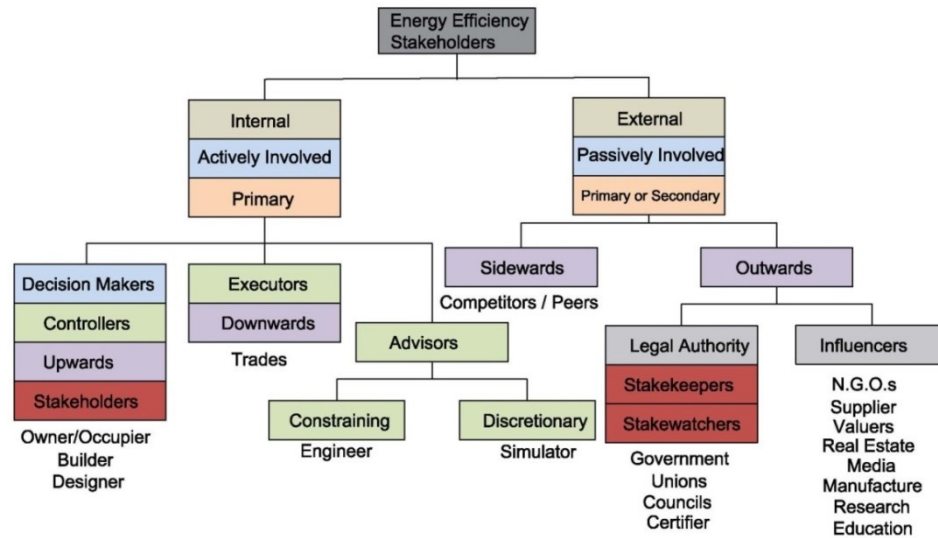 Energy Efficiency
Stakeholders
Internal
Actively Involved
Primary
External
Passively Involved
Primary or Secondary
Decision Makers
Controllers
Upwards
Stakeholders
Owner/Occupier
Builder
Designer
Executors
Downwards
Trades
Advisors
Constraining
Engineer
Discretionary
Simulator
Sidewards
Competitors / Peers
Outwards
Legal Authority
Stakekeepers
Stakewatchers
Government
Unions
Councils
Certifier
Influencers
N.G.O.s
Supplier
Valuers
Real Estate
Media
Manufacture
Research
Education